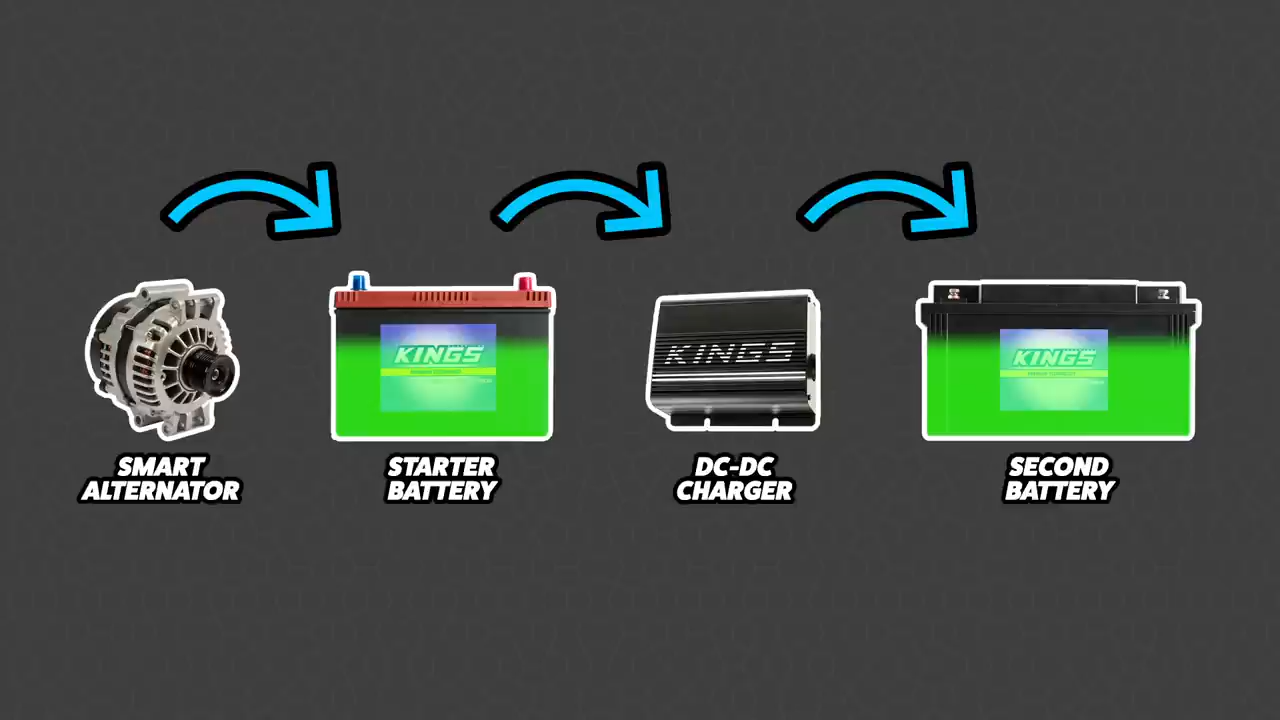 KINGS
KINGS
KINGS
SMART
ALTERNATOR
STARTER
BATTERY
DC-DC
CHARGER
SECOND
BATTERY